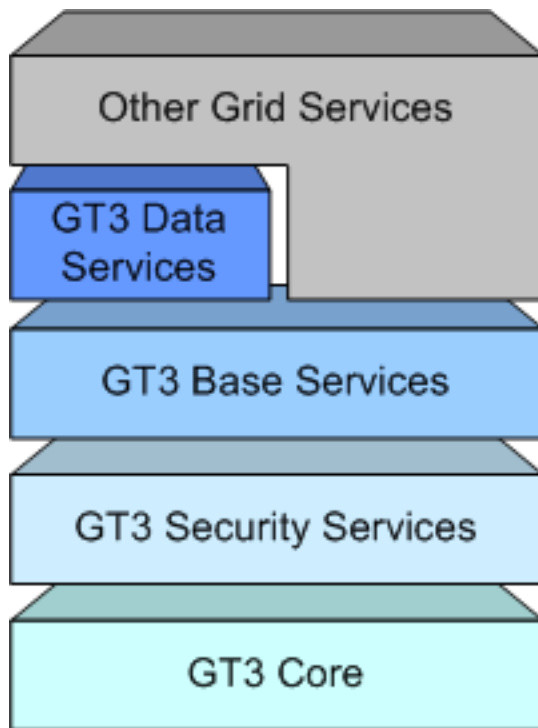 Other Grid Services
GT3 Data
Services
GT3 Base Services
GT3 Security Services
GT3 Core